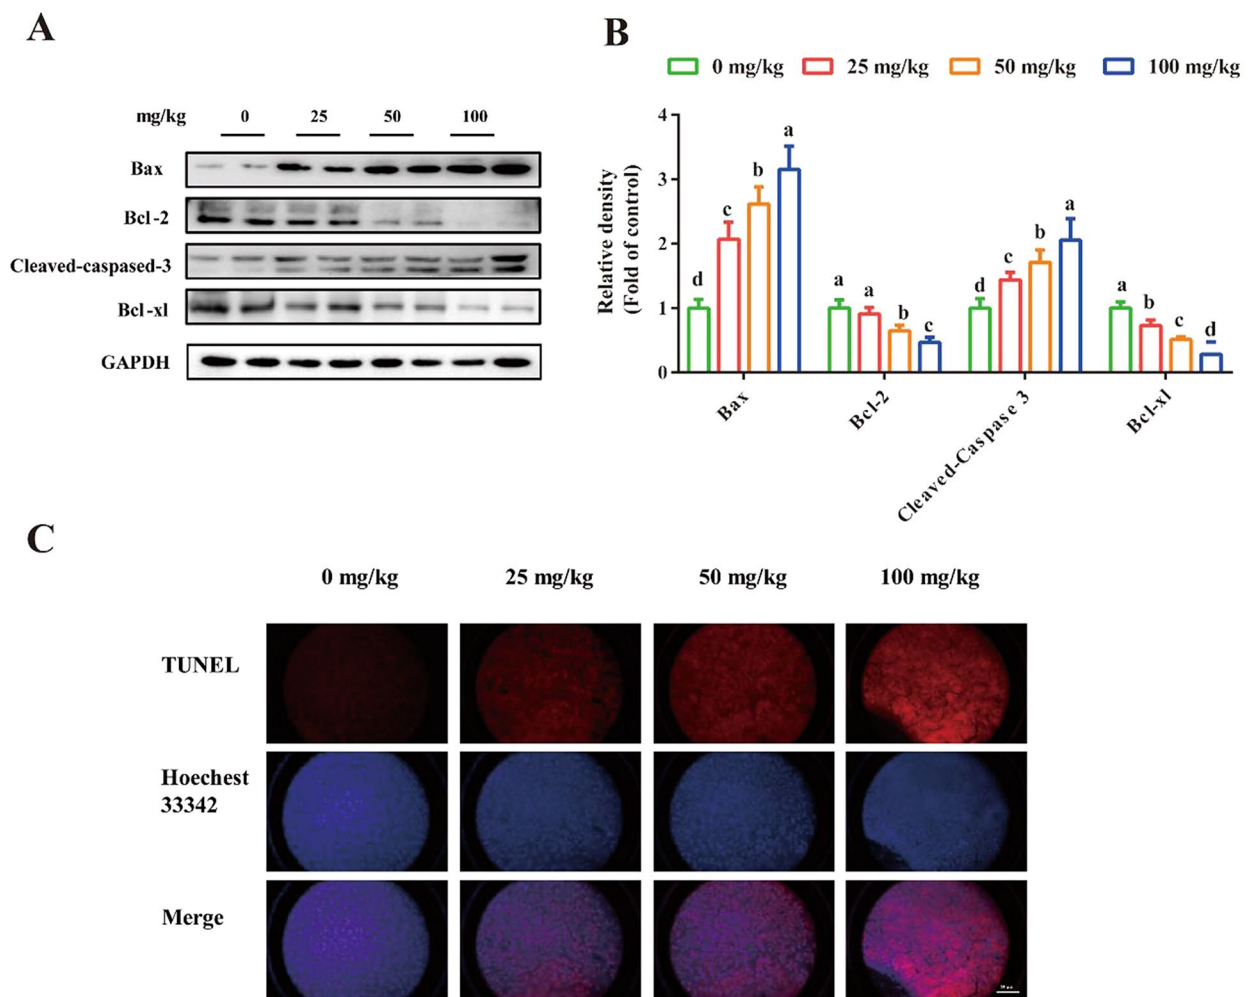 A
mg/kg 0 25 50 100
Bax
Bcl-2
Cleaved-caspased-3
Bcl-xl
GAPDH
B
0 mg/kg 25 mg/kg 50 mg/kg 100 mg/kg
Relative density
(Fold of control)
4
3
2
1
0
d c b a
a a b c
d c b a
a b c d
Bax
Bcl-2
Cleaved-Caspase 3
Bcl-xl
C
0 mg/kg 25 mg/kg 50 mg/kg 100 mg/kg
TUNEL
Hoechest
33342
Merge